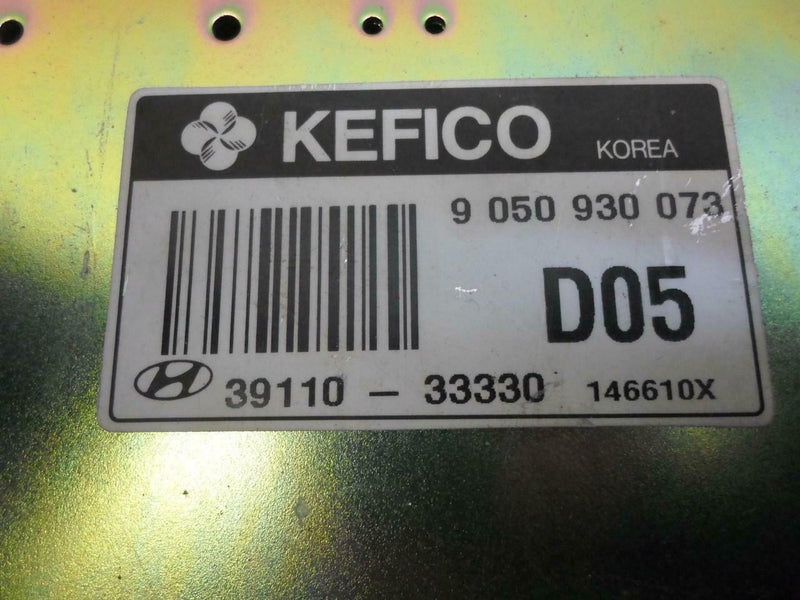 KEFICO KOREA
9 050 930 073
D05
39110 – 33330 146610X